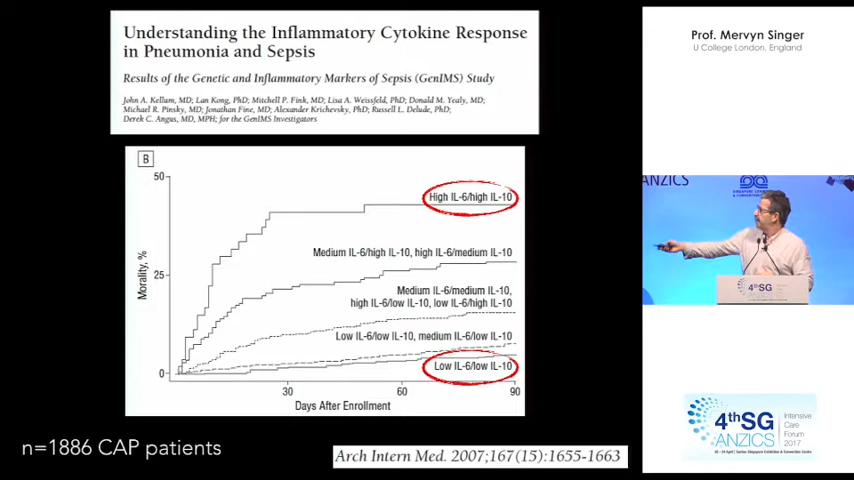 Understanding the Inflammatory Cytokine Response
in Pneumonia and Sepsis
Results of the Genetic and Inflammatory Markers of Sepsis (GenIMS) Study
John A. Kellum, MD; Lan Kong, PhD; Mitchell P. Fink, MD; Lisa A. Weissfeld, PhD; Donald M. Yealy, MD;
Michael R. Pinsky, MD; Jonathan Fine, MD; Alexander Krichevsky, PhD; Russell L. Delude, PhD;
Derek C. Angus, MD, MPH; for the GenIMS Investigators
B
50
25
0
Morality, %
High IL-6/high IL-10
Medium IL-6/high IL-10, high IL-6/medium IL-10
Medium IL-6/medium IL-10,
high IL-6/low IL-10, low IL-6/high IL-10
Low IL-6/low IL-10, medium IL-6/low IL-10
Low IL-6/low IL-10
30
60
90
Days After Enrollment
n=1886 CAP patients
Arch Intern Med. 2007;167(15):1655-1663
Prof. Mervyn Singer
U College London, England
ANZICS
4thSG
4thSG
ANZICS
Intensive
Care
Forum
2017